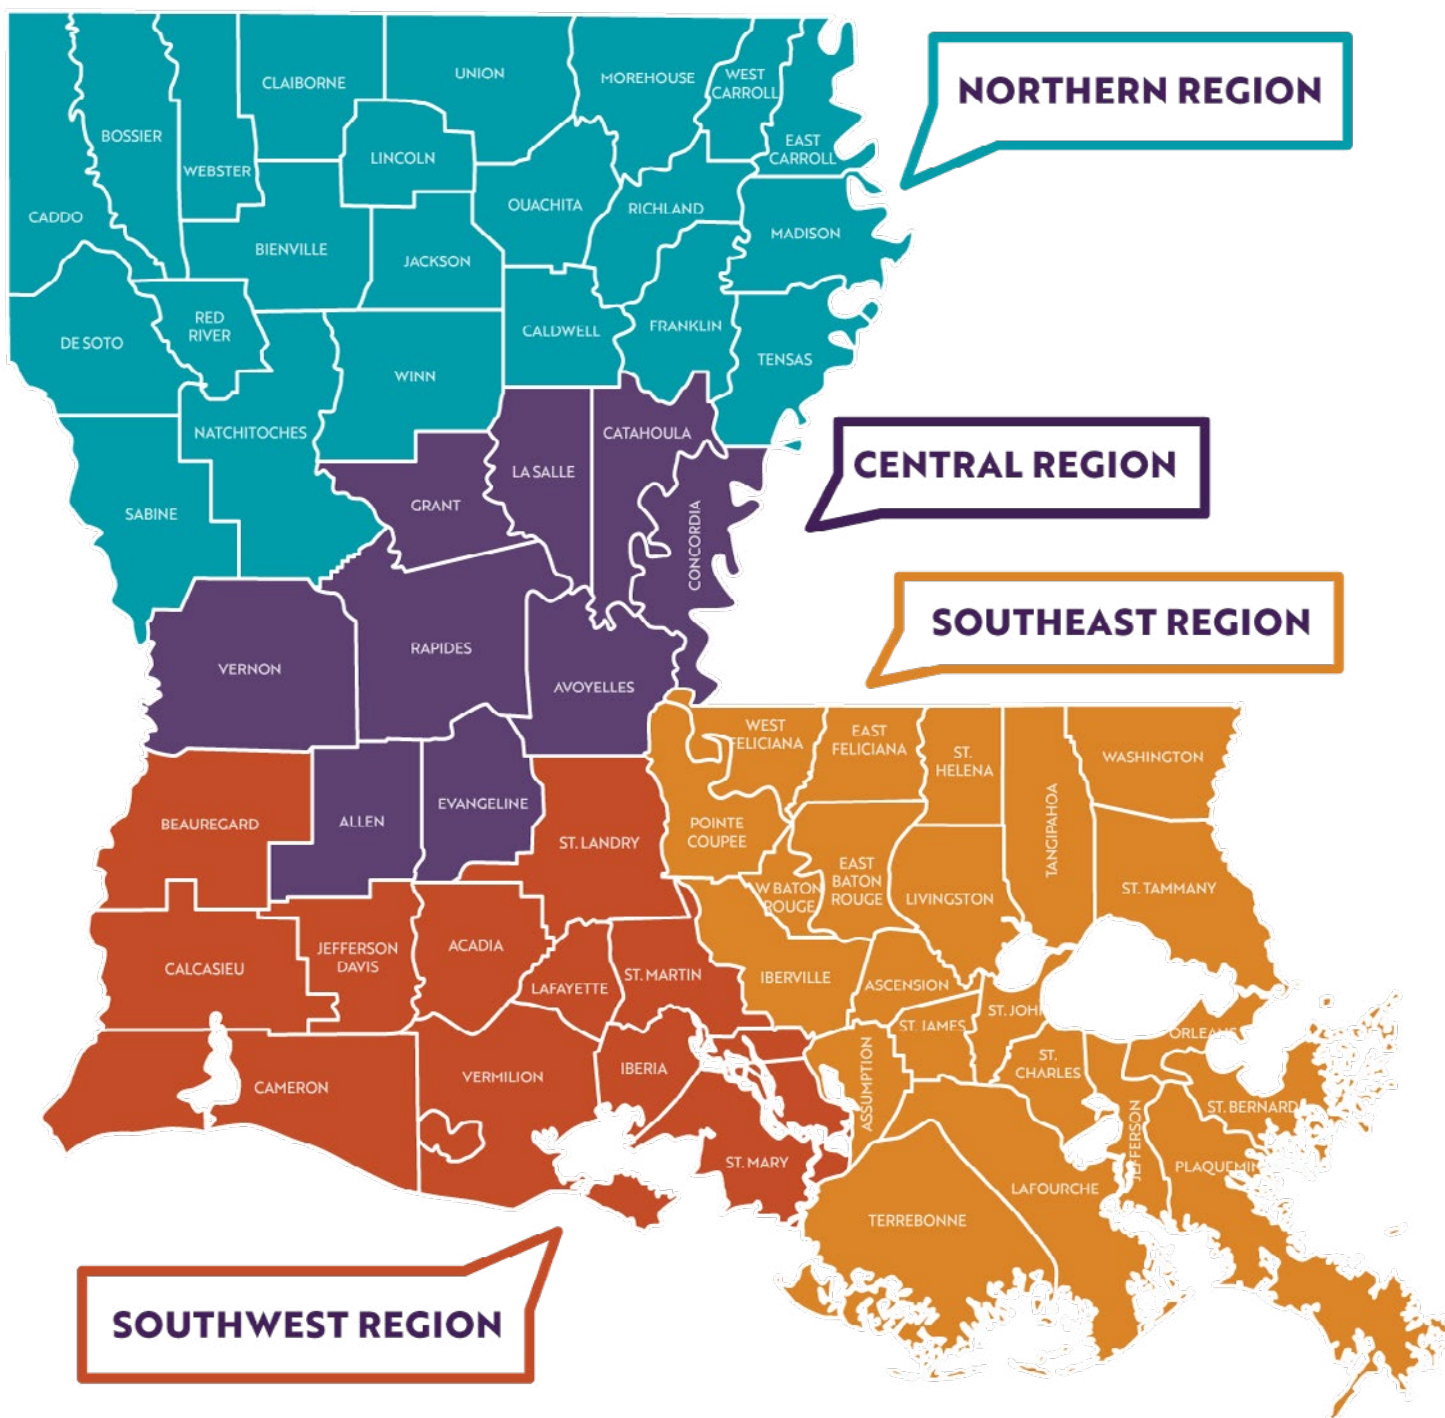 CLAIBORNE
UNION
MOREHOUSE
WEST
CARROLL
NORTHERN REGION
BOSSIER
LINCOLN
EAST
CARROLL
WEBSTER
CADDO
OUACHITA
RICHLAND
MADISON
BIENVILLE
JACKSON
RED
RIVER
DE SOTO
CALDWELL
FRANKLIN
TENSAS
WINN
NATCHITOCHES
SABINE
CATAHOULA
LA SALLE
CENTRAL REGION
GRANT
CONCORDIA
VERNON
RAPIDES
AVOYELLES
SOUTHEAST REGION
WEST
FELICIANA
EAST
FELICIANA
ST.
HELENA
WASHINGTON
BEAUREGARD
ALLEN
EVANGELINE
ST. LANDRY
POINTE
COUPEE
TANGIPAHOA
W BATON
ROUGE
EAST
BATON
ROUGE
LIVINGSTON
ST. TAMMANY
CALCASIEU
JEFFERSON
DAVIS
ACADIA
LAFAYETTE
ST. MARTIN
IBERVILLE
ASCENSION
ST. JAMES
ST. JOHN
ORLEANS
CAMERON
VERMILION
IBERIA
ASSUMPTION
ST.
CHARLES
ST. BERNARD
JEFFERSON
PLAQUEMIN
ST. MARY
LAFOURCHE
TERREBONNE
SOUTHWEST REGION